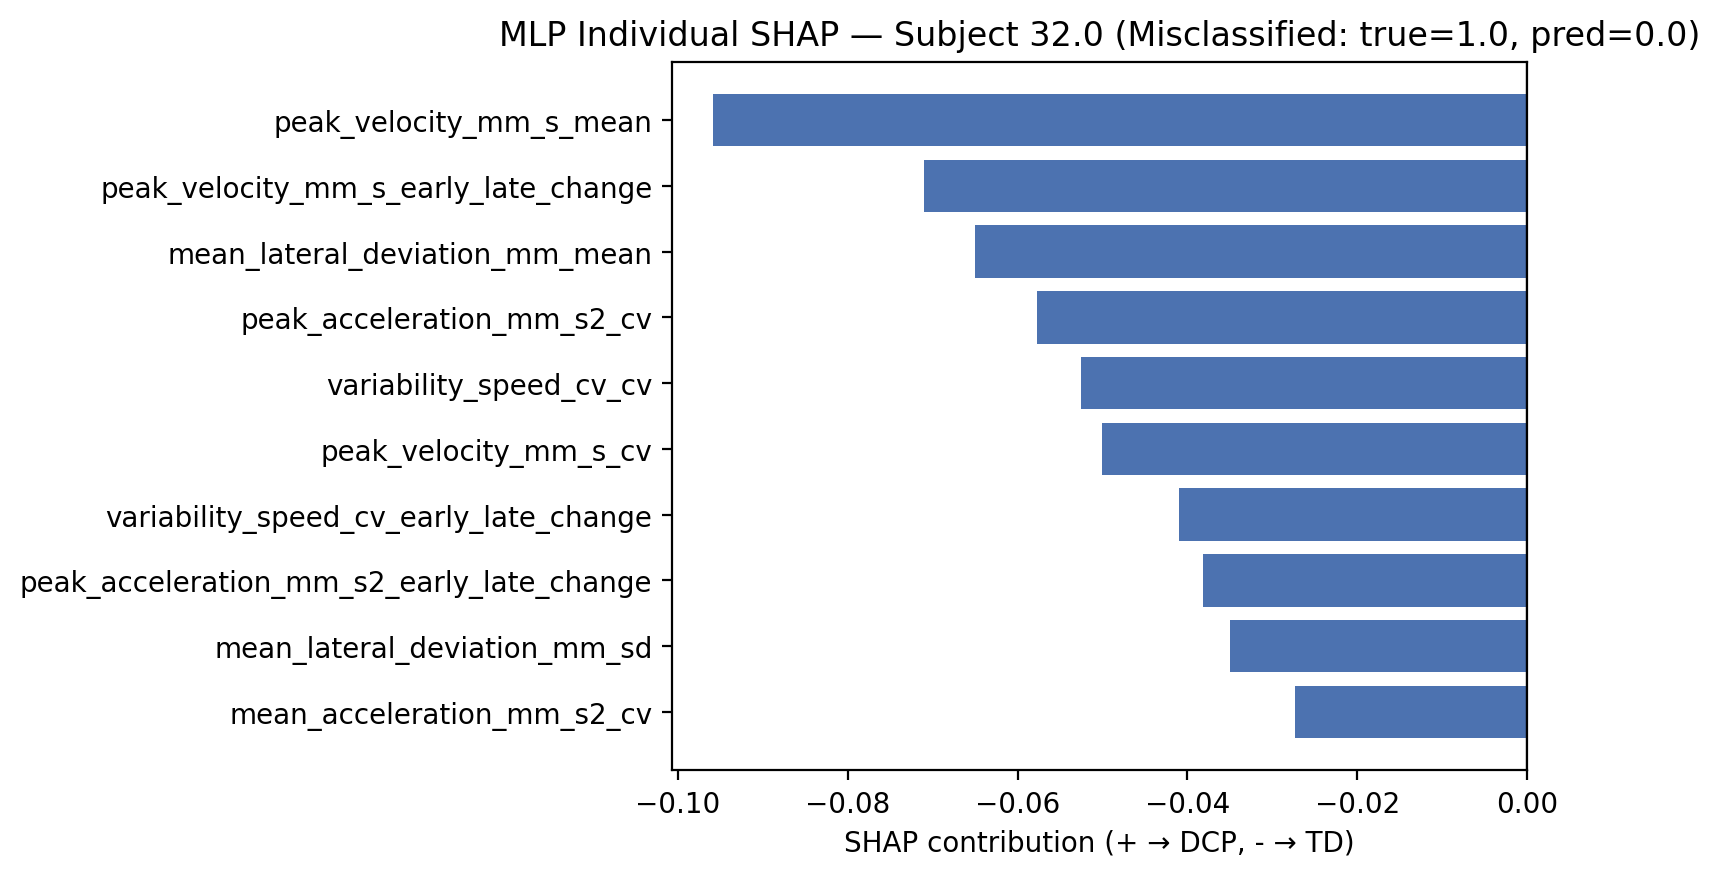 MLP Individual SHAP — Subject 32.0 (Misclassified: true=1.0, pred=0.0)
peak_velocity_mm_s_mean
peak_velocity_mm_s_early_late_change
mean_lateral_deviation_mm_mean
peak_acceleration_mm_s2_cv
variability_speed_cv_cv
peak_velocity_mm_s_cv
variability_speed_cv_early_late_change
peak_acceleration_mm_s2_early_late_change
mean_lateral_deviation_mm_sd
mean_acceleration_mm_s2_cv
−0.10 −0.08 −0.06 −0.04 −0.02 0.00
SHAP contribution (+ → DCP, - → TD)